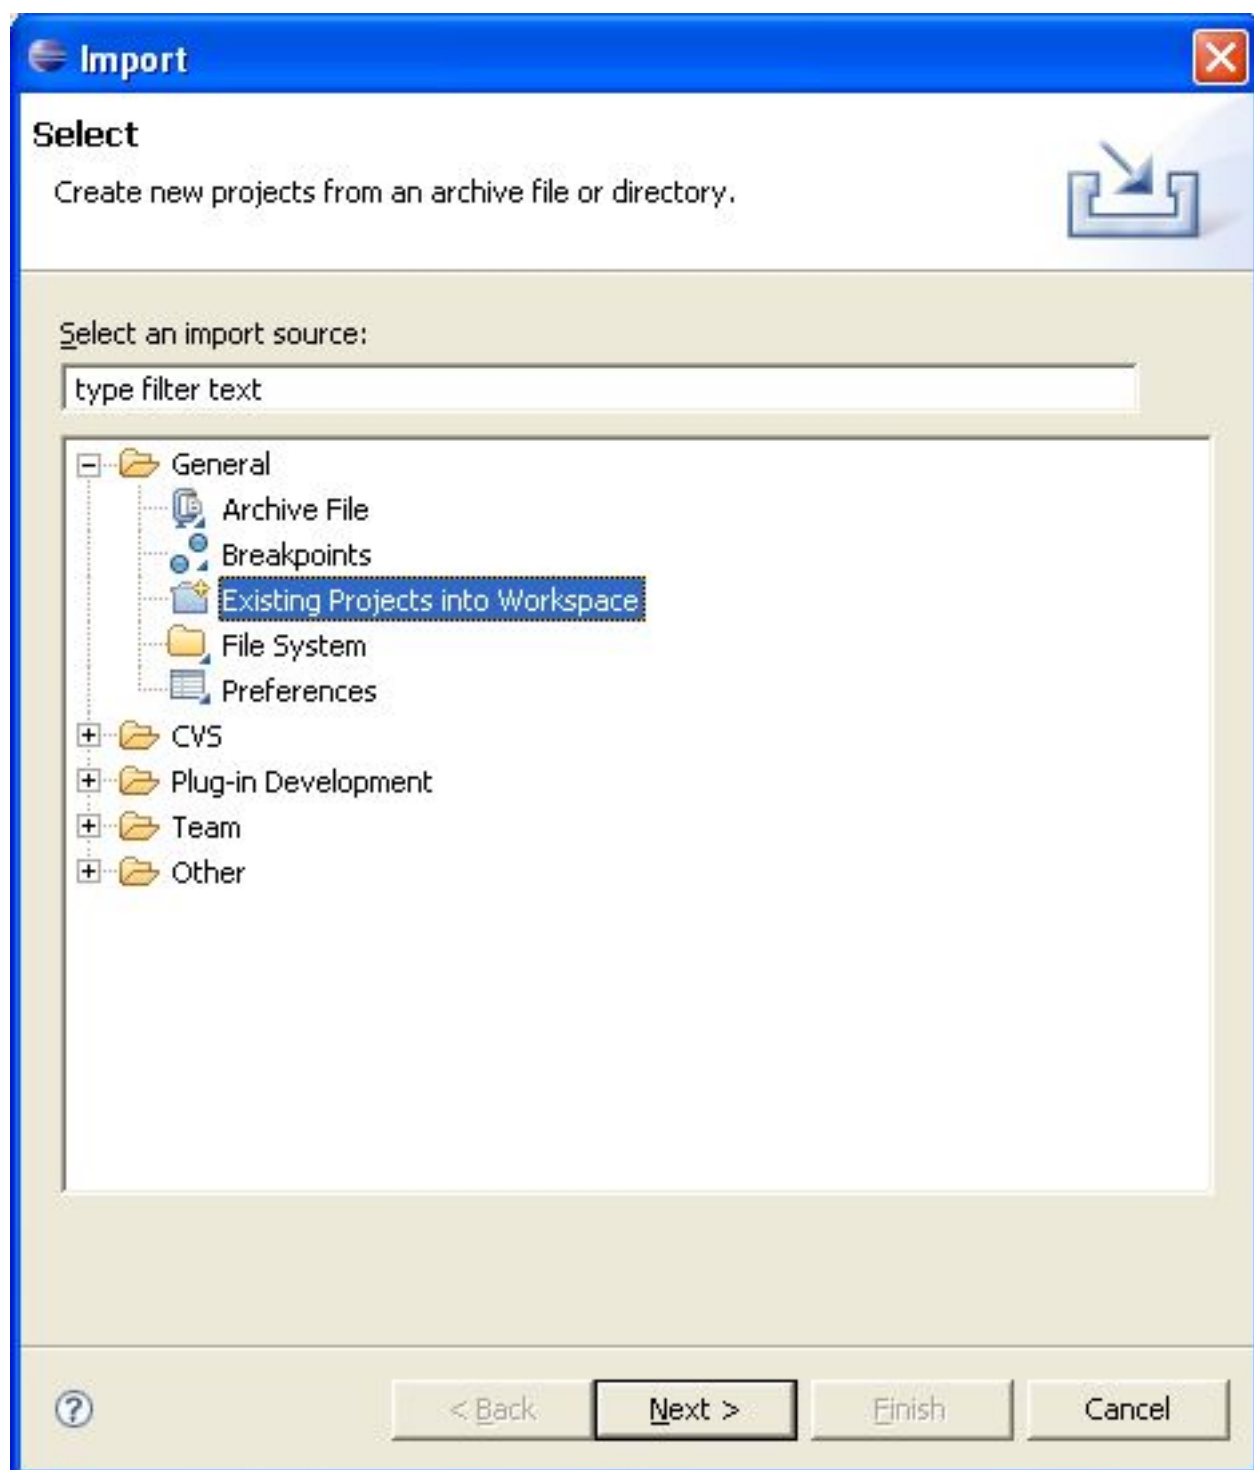 Import
Select
Create new projects from an archive file or directory.
Select an import source:
type filter text
General
Archive File
Breakpoints
Existing Projects into Workspace
File System
Preferences
CVS
Plug-in Development
Team
Other
< Back Next > Finish Cancel